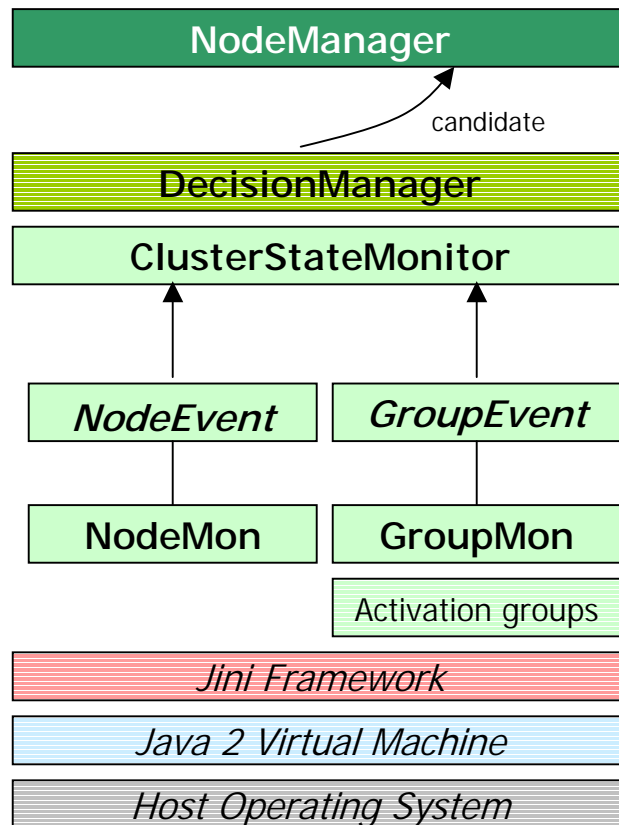 NodeManager
candidate
DecisionManager
ClusterStateMonitor
NodeEvent GroupEvent
NodeMon GroupMon
Activation groups
Jini Framework
Java 2 Virtual Machine
Host Operating System